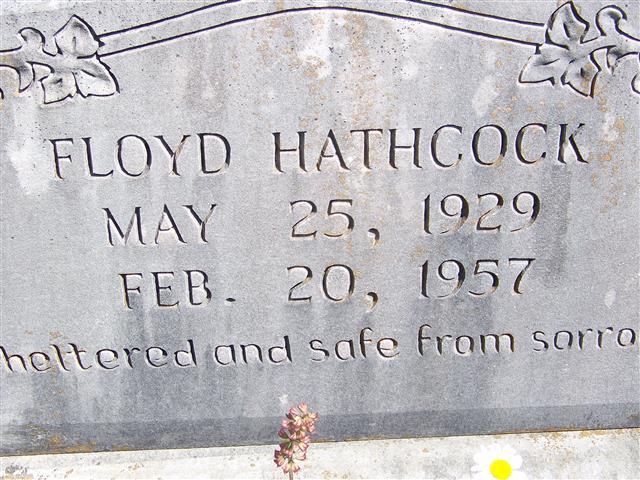 FLOYD HATHCOCK
MAY 25, 1929
FEB. 20, 1957
heltered and safe from sorro